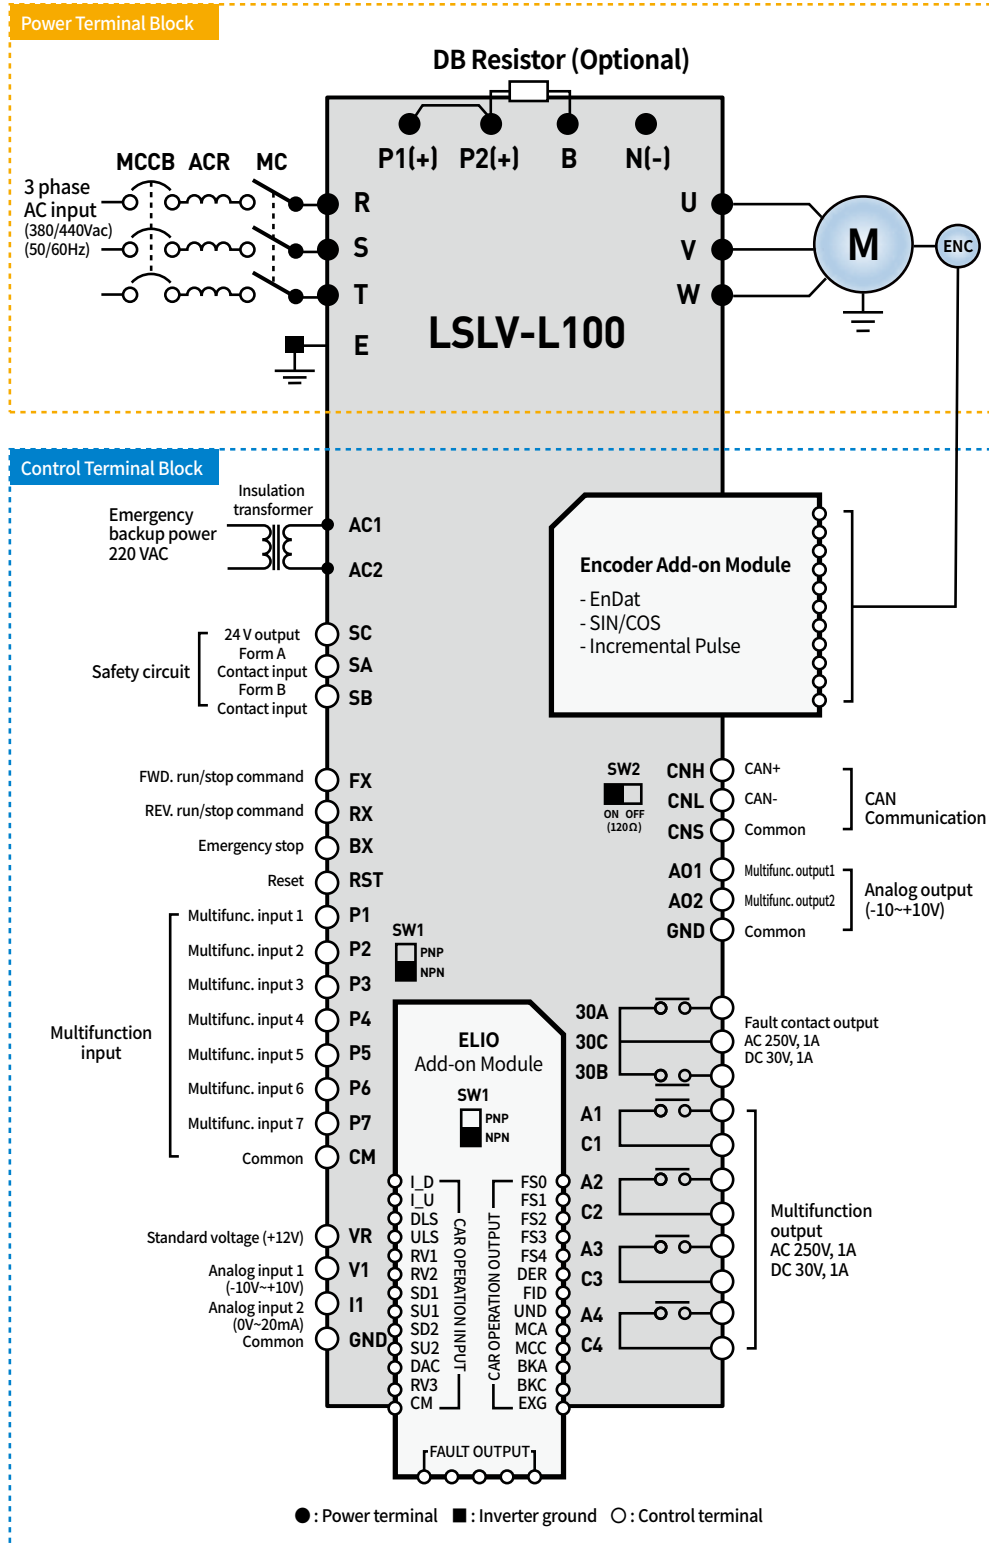 Power Terminal Block
DB Resistor (Optional)
P1(+) P2(+) B N(-)
MCCB ACR MC
3 phase
AC input
(380/440Vac)
(50/60Hz)
R
S
T
E
U
V
W
M
ENC
LSLV-L100
Control Terminal Block
Insulation
transformer
Emergency
backup power
220 VAC
AC1
AC2
Encoder Add-on Module
- EnDat
- SIN/COS
- Incremental Pulse
Safety circuit
24 V output
Form A
Contact input
Form B
Contact input
SC
SA
SB
FWD. run/stop command FX
REV. run/stop command RX
Emergency stop BX
Reset RST
Multifunction
input
Multifunc. input 1 P1
Multifunc. input 2 P2
Multifunc. input 3 P3
Multifunc. input 4 P4
Multifunc. input 5 P5
Multifunc. input 6 P6
Multifunc. input 7 P7
Common CM
SW1
PNP
NPN
Standard voltage (+12V) VR
Analog input 1
(-10V~+10V)
V1
Analog input 2
(0V~20mA)
I1
Common GND
SW2
ON OFF
(120Ω)
CNH CAN+
CNL CAN-
CNS Common
CAN
Communication
AO1 Multifunc. output1
AO2 Multifunc. output2
GND Common
Analog output
(-10~+10V)
30A
30C
30B
Fault contact output
AC 250V, 1A
DC 30V, 1A
A1
C1
A2
C2
A3
C3
A4
C4
Multifunction
output
AC 250V, 1A
DC 30V, 1A
ELIO
Add-on Module
SW1
PNP
NPN
I_D
I_U
DLS
ULS
RV1
RV2
SD1
SU1
SD2
SU2
DAC
RV3
CM
CAR OPERATION INPUT
CAR OPERATION OUTPUT
FS0
FS1
FS2
FS3
FS4
DER
FID
UND
MCA
MCC
BKA
BKC
EXG
FAULT OUTPUT
: Power terminal : Inverter ground : Control terminal